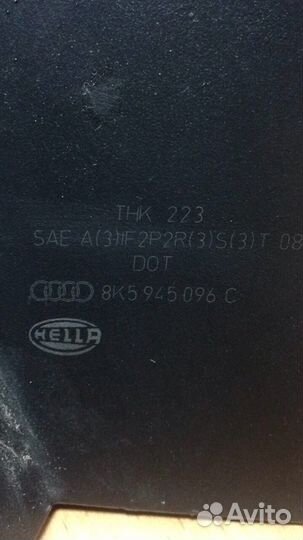 THK 223
SAE A(3)IF2P2R(3)S(3)T 08
DOT
8K5 945 096 C
HELLA
Avito